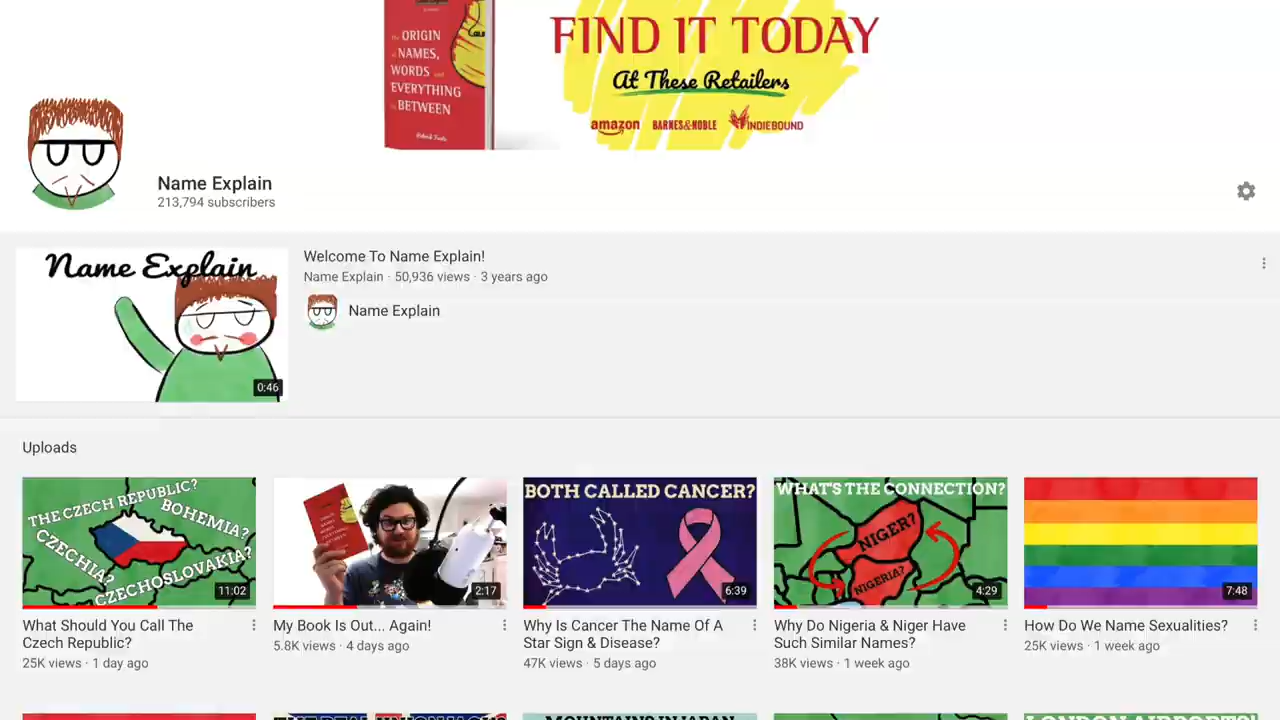 The ORIGIN
of NAMES,
WORDS and
EVERYTHING
in BETWEEN
Patrick Foote
FIND IT TODAY
At These Retailers
amazon BARNES&NOBLE INDIEBOUND
Name Explain
213,794 subscribers
Name Explain
0:46
Welcome To Name Explain!
Name Explain · 50,936 views · 3 years ago
Name Explain
Uploads
THE CZECH REPUBLIC?
BOHEMIA?
CZECHIA?
CZECHOSLOVAKIA?
11:02
What Should You Call The
Czech Republic?
25K views · 1 day ago
2:17
My Book Is Out... Again!
5.8K views · 4 days ago
BOTH CALLED CANCER?
6:39
Why Is Cancer The Name Of A
Star Sign & Disease?
47K views · 5 days ago
WHAT'S THE CONNECTION?
NIGER?
NIGERIA?
4:29
Why Do Nigeria & Niger Have
Such Similar Names?
38K views · 1 week ago
7:48
How Do We Name Sexualities?
25K views · 1 week ago
MOUNTAINS IN JAPAN
LONDON AIRPORTS!